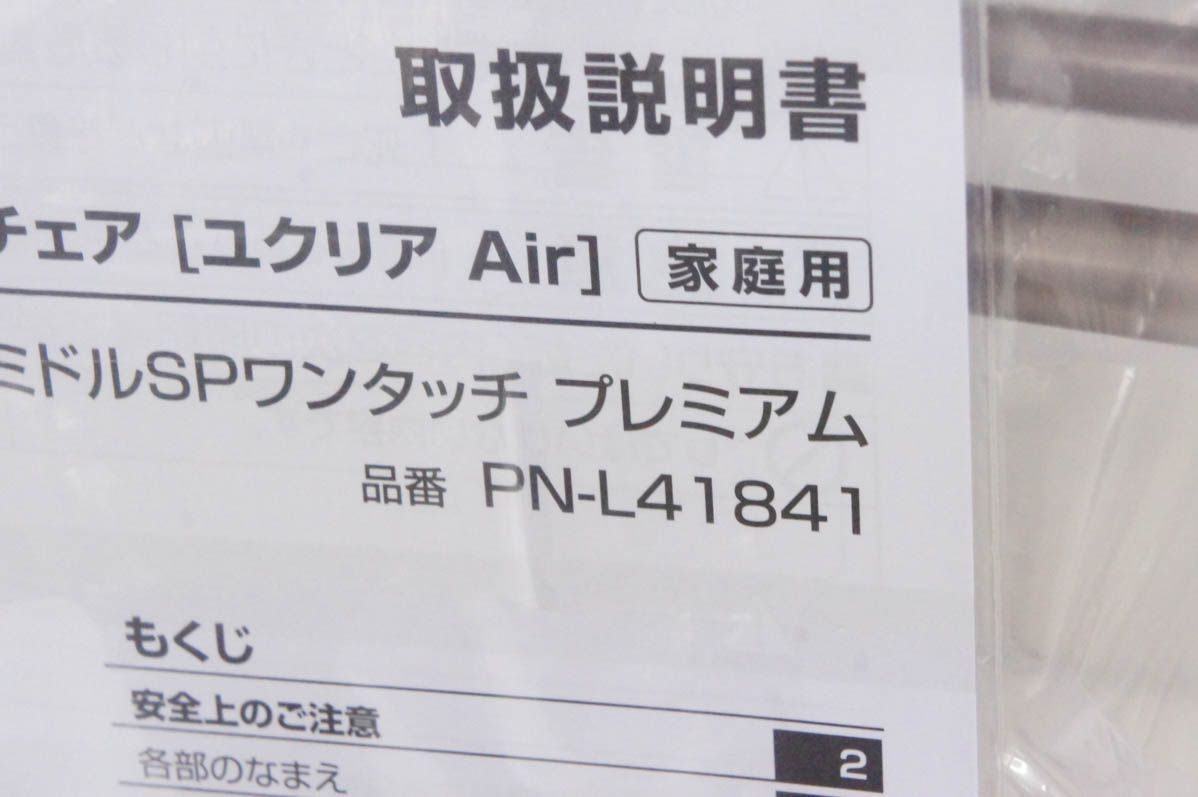 取扱説明書
チェア [ユクリア Air] 家庭用
ミドルSPワンタッチ プレミアム
品番 PN-L41841
もくじ
安全上のご注意
2
各部のなまえ